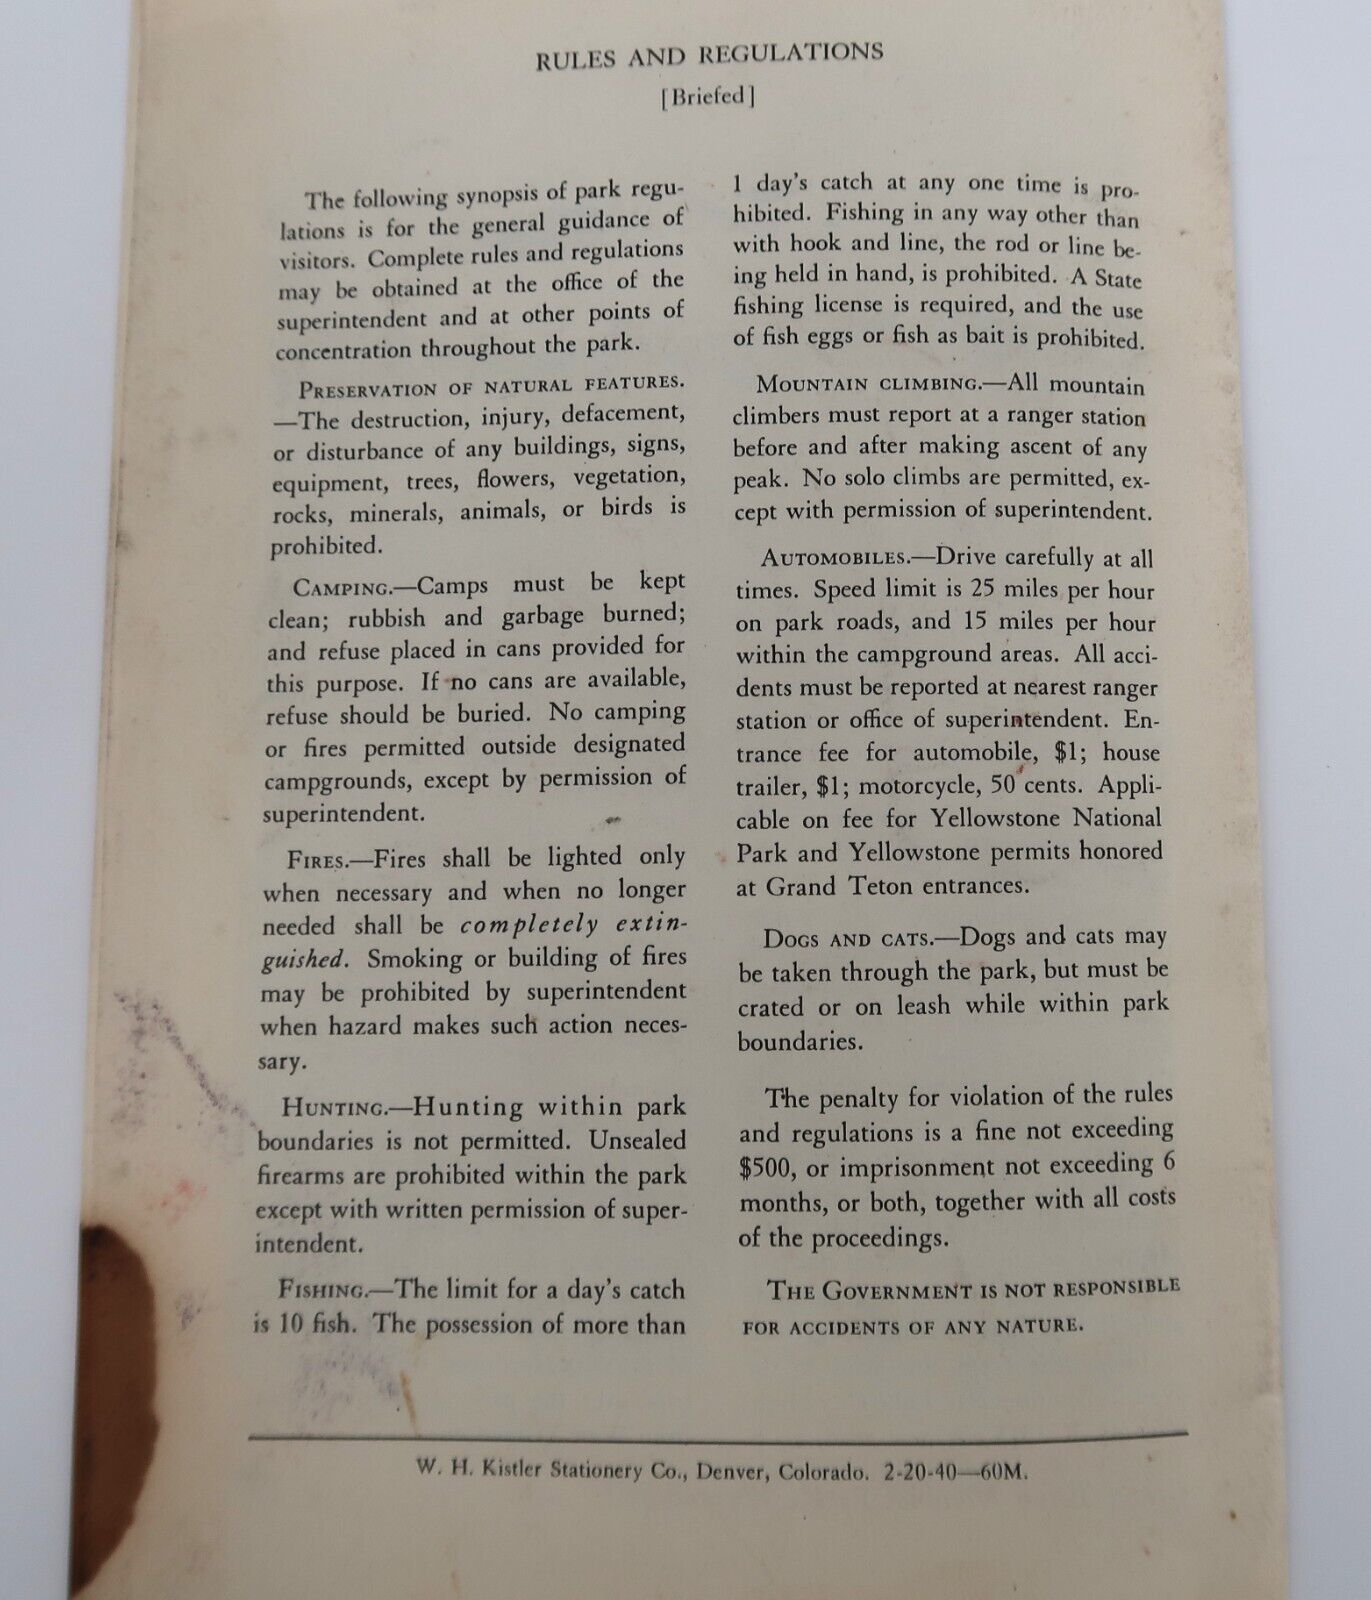 RULES AND REGULATIONS
[Briefed]
The following synopsis of park regu-
lations is for the general guidance of
visitors. Complete rules and regulations
may be obtained at the office of the
superintendent and at other points of
concentration throughout the park.
PRESERVATION OF NATURAL FEATURES.
—The destruction, injury, defacement,
or disturbance of any buildings, signs,
equipment, trees, flowers, vegetation,
rocks, minerals, animals, or birds is
prohibited.
CAMPING.—Camps must be kept
clean; rubbish and garbage burned;
and refuse placed in cans provided for
this purpose. If no cans are available,
refuse should be buried. No camping
or fires permitted outside designated
campgrounds, except by permission of
superintendent.
FIRES.—Fires shall be lighted only
when necessary and when no longer
needed shall be completely extin-
guished. Smoking or building of fires
may be prohibited by superintendent
when hazard makes such action neces-
sary.
HUNTING.—Hunting within park
boundaries is not permitted. Unsealed
firearms are prohibited within the park
except with written permission of super-
intendent.
FISHING.—The limit for a day's catch
is 10 fish. The possession of more than
1 day's catch at any one time is pro-
hibited. Fishing in any way other than
with hook and line, the rod or line be-
ing held in hand, is prohibited. A State
fishing license is required, and the use
of fish eggs or fish as bait is prohibited.
MOUNTAIN CLIMBING.—All mountain
climbers must report at a ranger station
before and after making ascent of any
peak. No solo climbs are permitted, ex-
cept with permission of superintendent.
AUTOMOBILES.—Drive carefully at all
times. Speed limit is 25 miles per hour
on park roads, and 15 miles per hour
within the campground areas. All acci-
dents must be reported at nearest ranger
station or office of superintendent. En-
trance fee for automobile, $1; house
trailer, $1; motorcycle, 50 cents. Appli-
cable on fee for Yellowstone National
Park and Yellowstone permits honored
at Grand Teton entrances.
DOGS AND CATS.—Dogs and cats may
be taken through the park, but must be
crated or on leash while within park
boundaries.
The penalty for violation of the rules
and regulations is a fine not exceeding
$500, or imprisonment not exceeding 6
months, or both, together with all costs
of the proceedings.
THE GOVERNMENT IS NOT RESPONSIBLE
FOR ACCIDENTS OF ANY NATURE.
W. H. Kistler Stationery Co., Denver, Colorado. 2-20-40—60M.